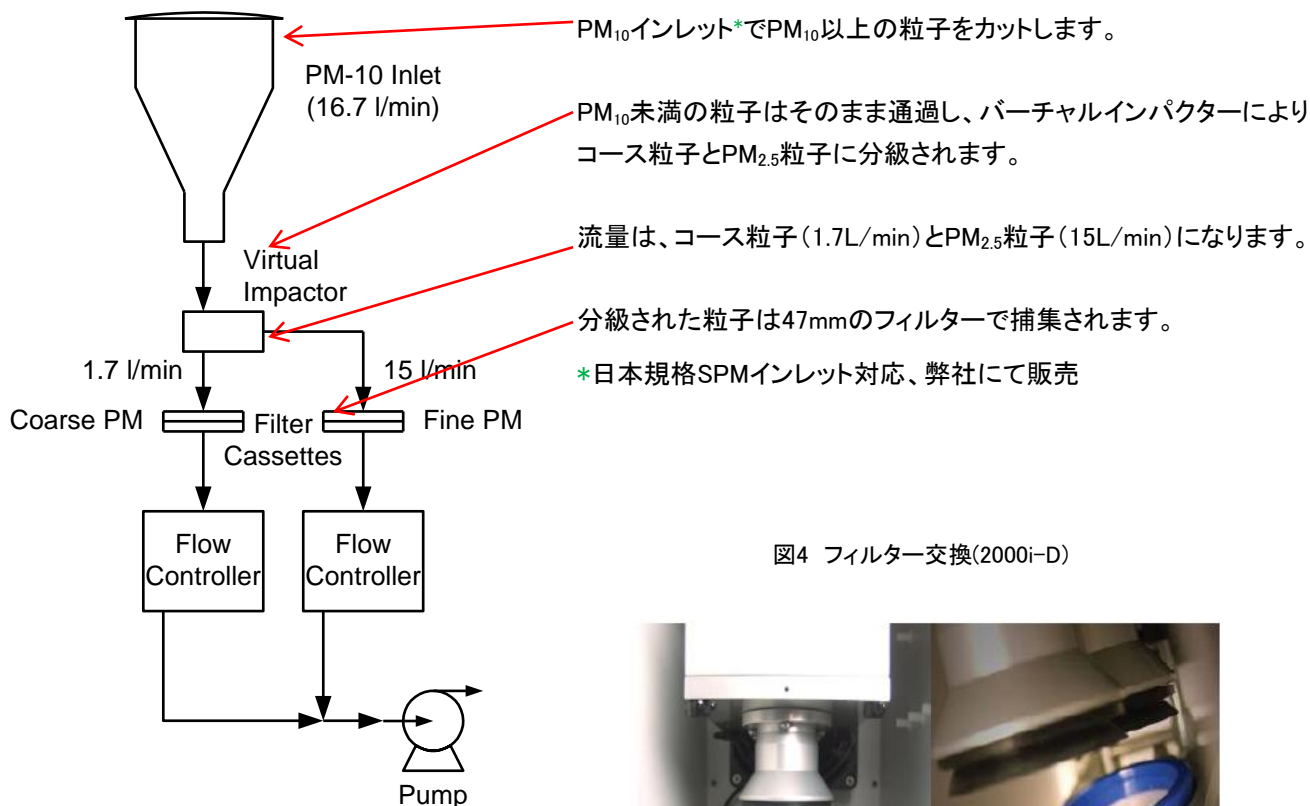 PM10インレット*でPM10以上の粒子をカットします。
PM-10 Inlet
(16.7 l/min)
PM10未満の粒子はそのまま通過し、バーチャルインパクターにより
コース粒子とPM2.5粒子に分級されます。
流量は、コース粒子(1.7L/min)とPM2.5粒子(15L/min)になります。
Virtual
Impactor
分級された粒子は47mmのフィルターで捕集されます。
1.7 l/min
15 l/min
*日本規格SPMインレット対応、弊社にて販売
Coarse PM
Filter
Cassettes
Fine PM
Flow
Controller
Flow
Controller
図4 フィルター交換(2000i-D)
Pump